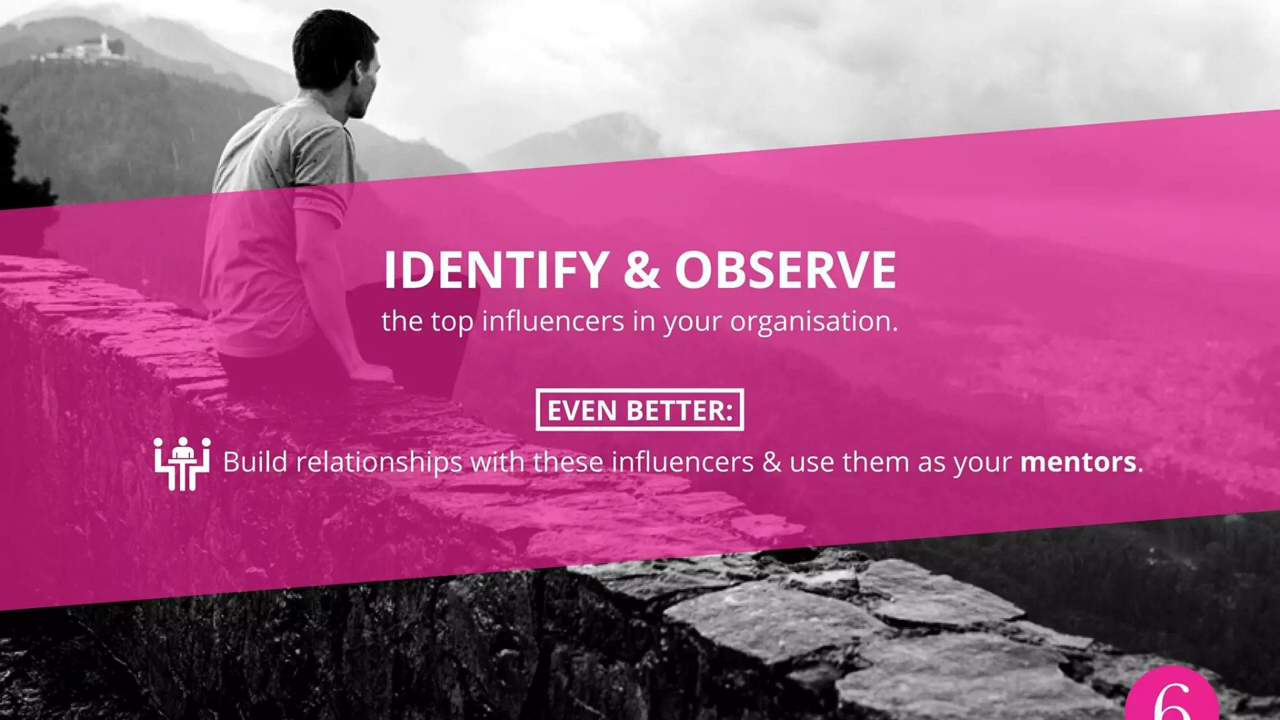 IDENTIFY & OBSERVE
the top influencers in your organisation.
EVEN BETTER:
Build relationships with these influencers & use them as your mentors.
6